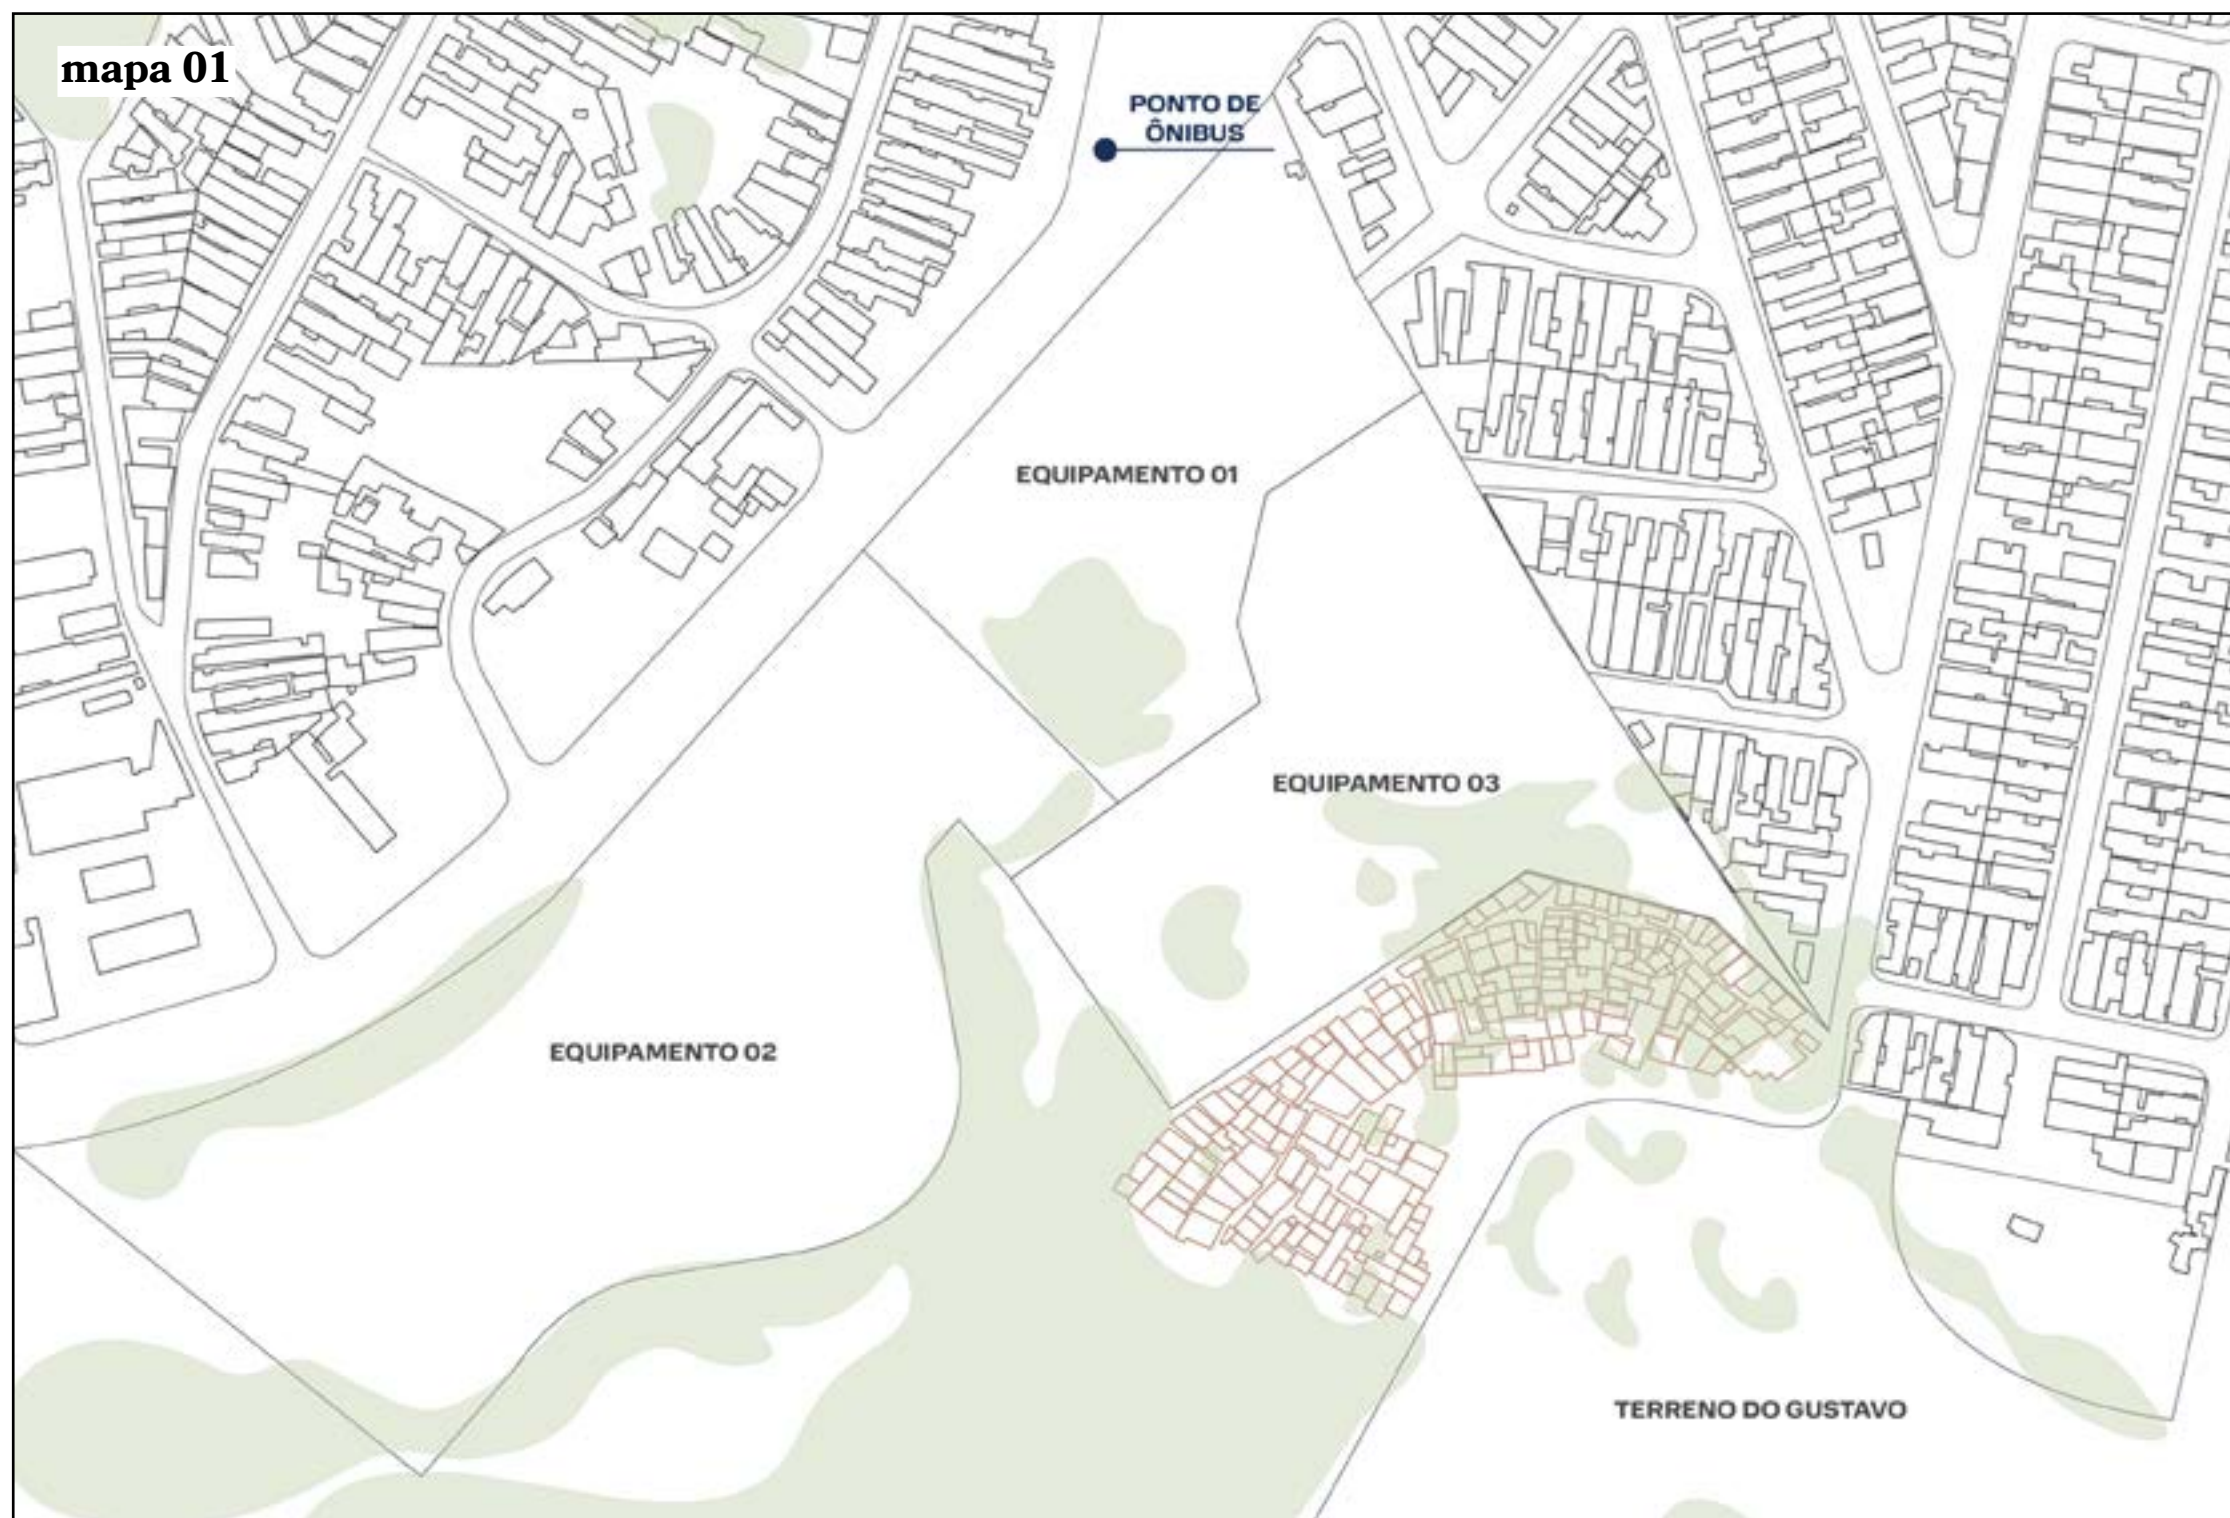 mapa 01
PONTO DE
ÔNIBUS
EQUIPAMENTO 01
EQUIPAMENTO 03
EQUIPAMENTO 02
TERRENO DO GUSTAVO